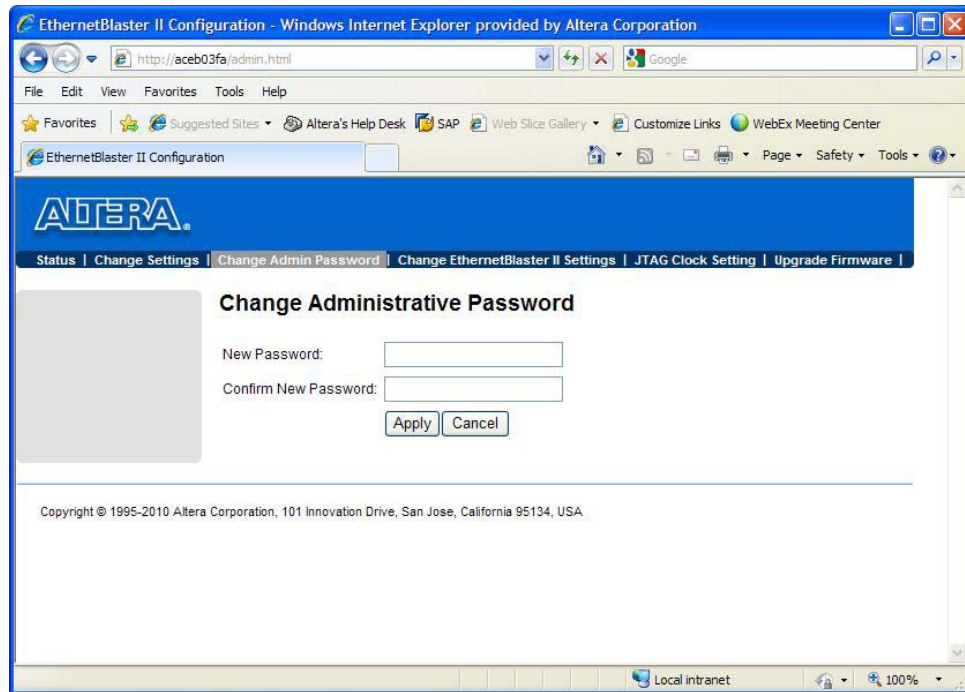 EthernetBlaster II Configuration - Windows Internet Explorer provided by Altera Corporation
http://aceb03fa/admin.html Google
File Edit View Favorites Tools Help
Favorites Suggested Sites Altera's Help Desk SAP Web Slice Gallery Customize Links WebEx Meeting Center
EthernetBlaster II Configuration Page Safety Tools
ALTERA®
Status | Change Settings | Change Admin Password | Change EthernetBlaster II Settings | JTAG Clock Setting | Upgrade Firmware |
Change Administrative Password
New Password:
Confirm New Password:
Apply Cancel
Copyright © 1995-2010 Altera Corporation, 101 Innovation Drive, San Jose, California 95134, USA
Local intranet 100%